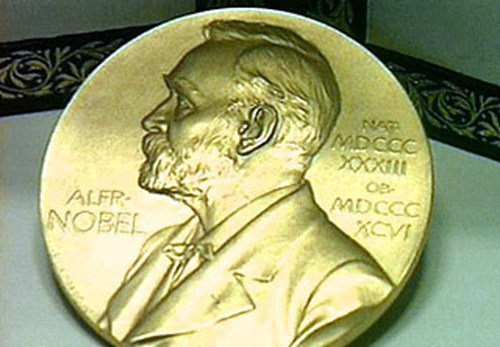 ALFR·
NOBEL
NAT·
MDCCC
XXXIII
OB·
MDCCC
XCVI